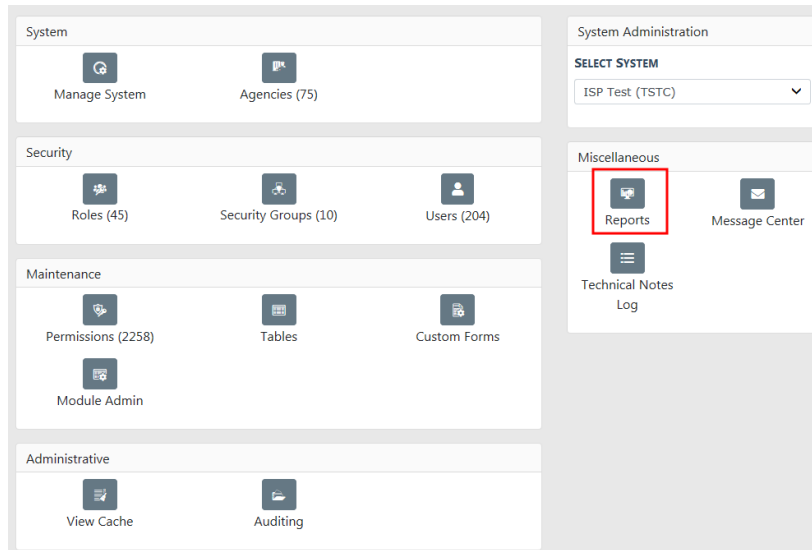 System
Manage System
Agencies (75)
Security
Roles (45)
Security Groups (10)
Users (204)
Maintenance
Permissions (2258)
Tables
Custom Forms
Module Admin
Administrative
View Cache
Auditing
System Administration
SELECT SYSTEM
ISP Test (TSTC)
Miscellaneous
Reports
Message Center
Technical Notes
Log